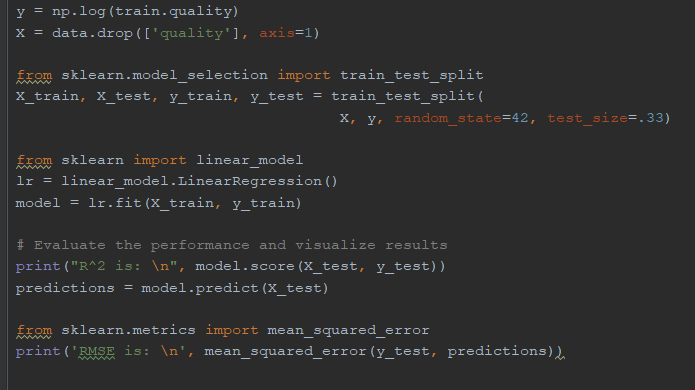 y = np.log(train.quality)
X = data.drop(['quality'], axis=1)
from sklearn.model_selection import train_test_split
X_train, X_test, y_train, y_test = train_test_split(
X, y, random_state=42, test_size=.33)
from sklearn import linear_model
lr = linear_model.LinearRegression()
model = lr.fit(X_train, y_train)
# Evaluate the performance and visualize results
print("R^2 is: \n", model.score(X_test, y_test))
predictions = model.predict(X_test)
from sklearn.metrics import mean_squared_error
print('RMSE is: \n', mean_squared_error(y_test, predictions))